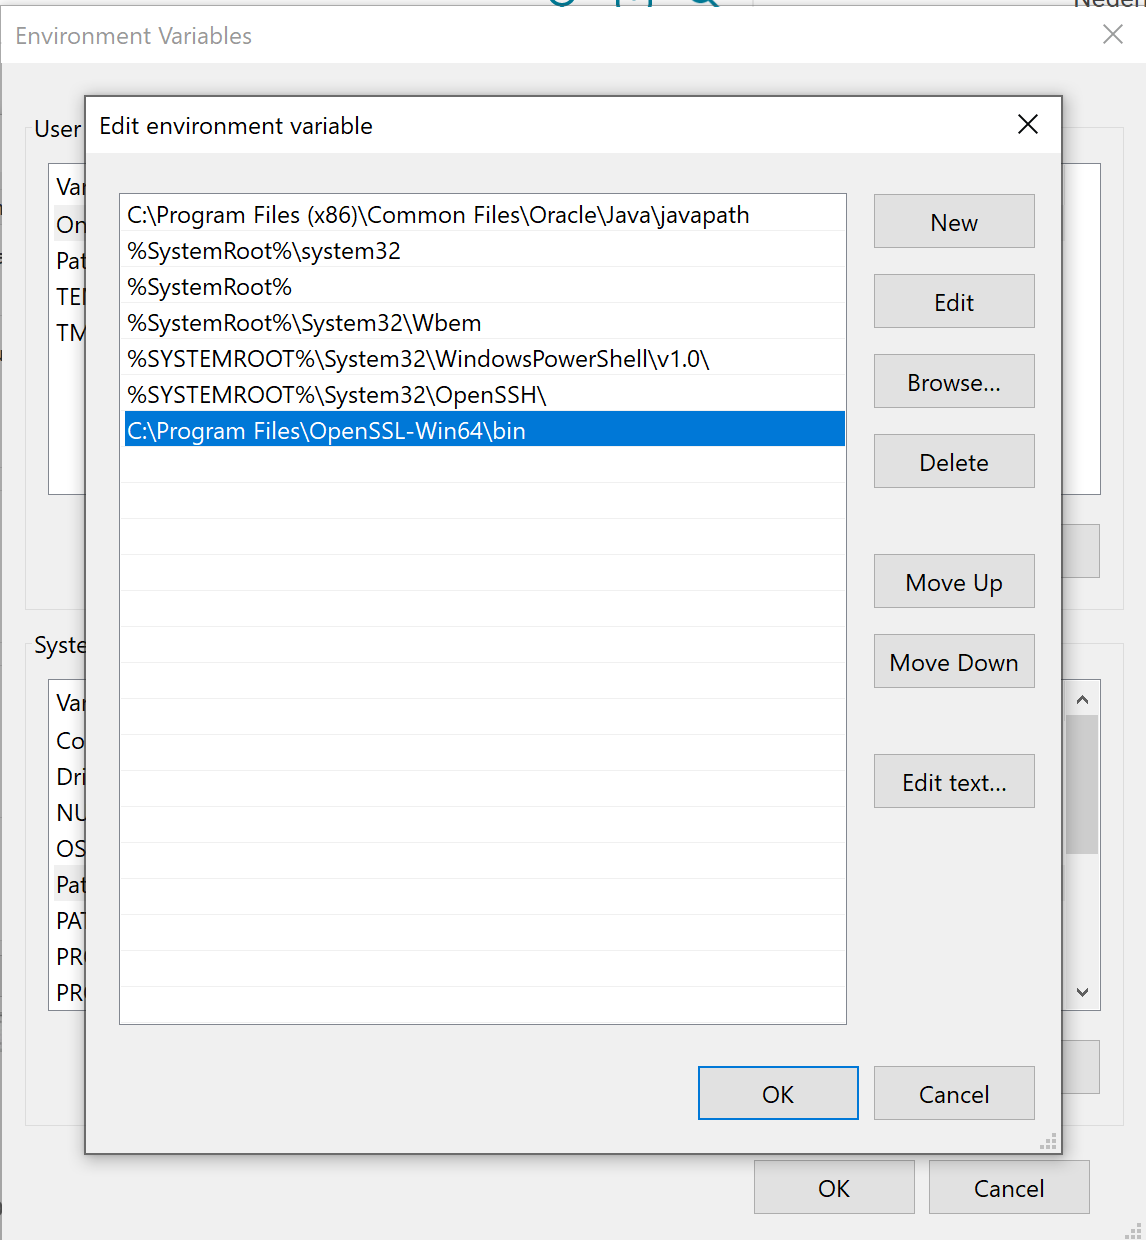 Environment Variables
User
Edit environment variable
C:\Program Files (x86)\Common Files\Oracle\Java\javapath
%SystemRoot%\system32
%SystemRoot%
%SystemRoot%\System32\Wbem
%SYSTEMROOT%\System32\WindowsPowerShell\v1.0\
%SYSTEMROOT%\System32\OpenSSH\
C:\Program Files\OpenSSL-Win64\bin
New
Edit
Browse...
Delete
Move Up
Move Down
Edit text...
OK
Cancel
Var
On
Pat
TE
TM
Syste
Var
Co
Dri
NU
OS
Pat
PAT
PR
PR
OK
Cancel